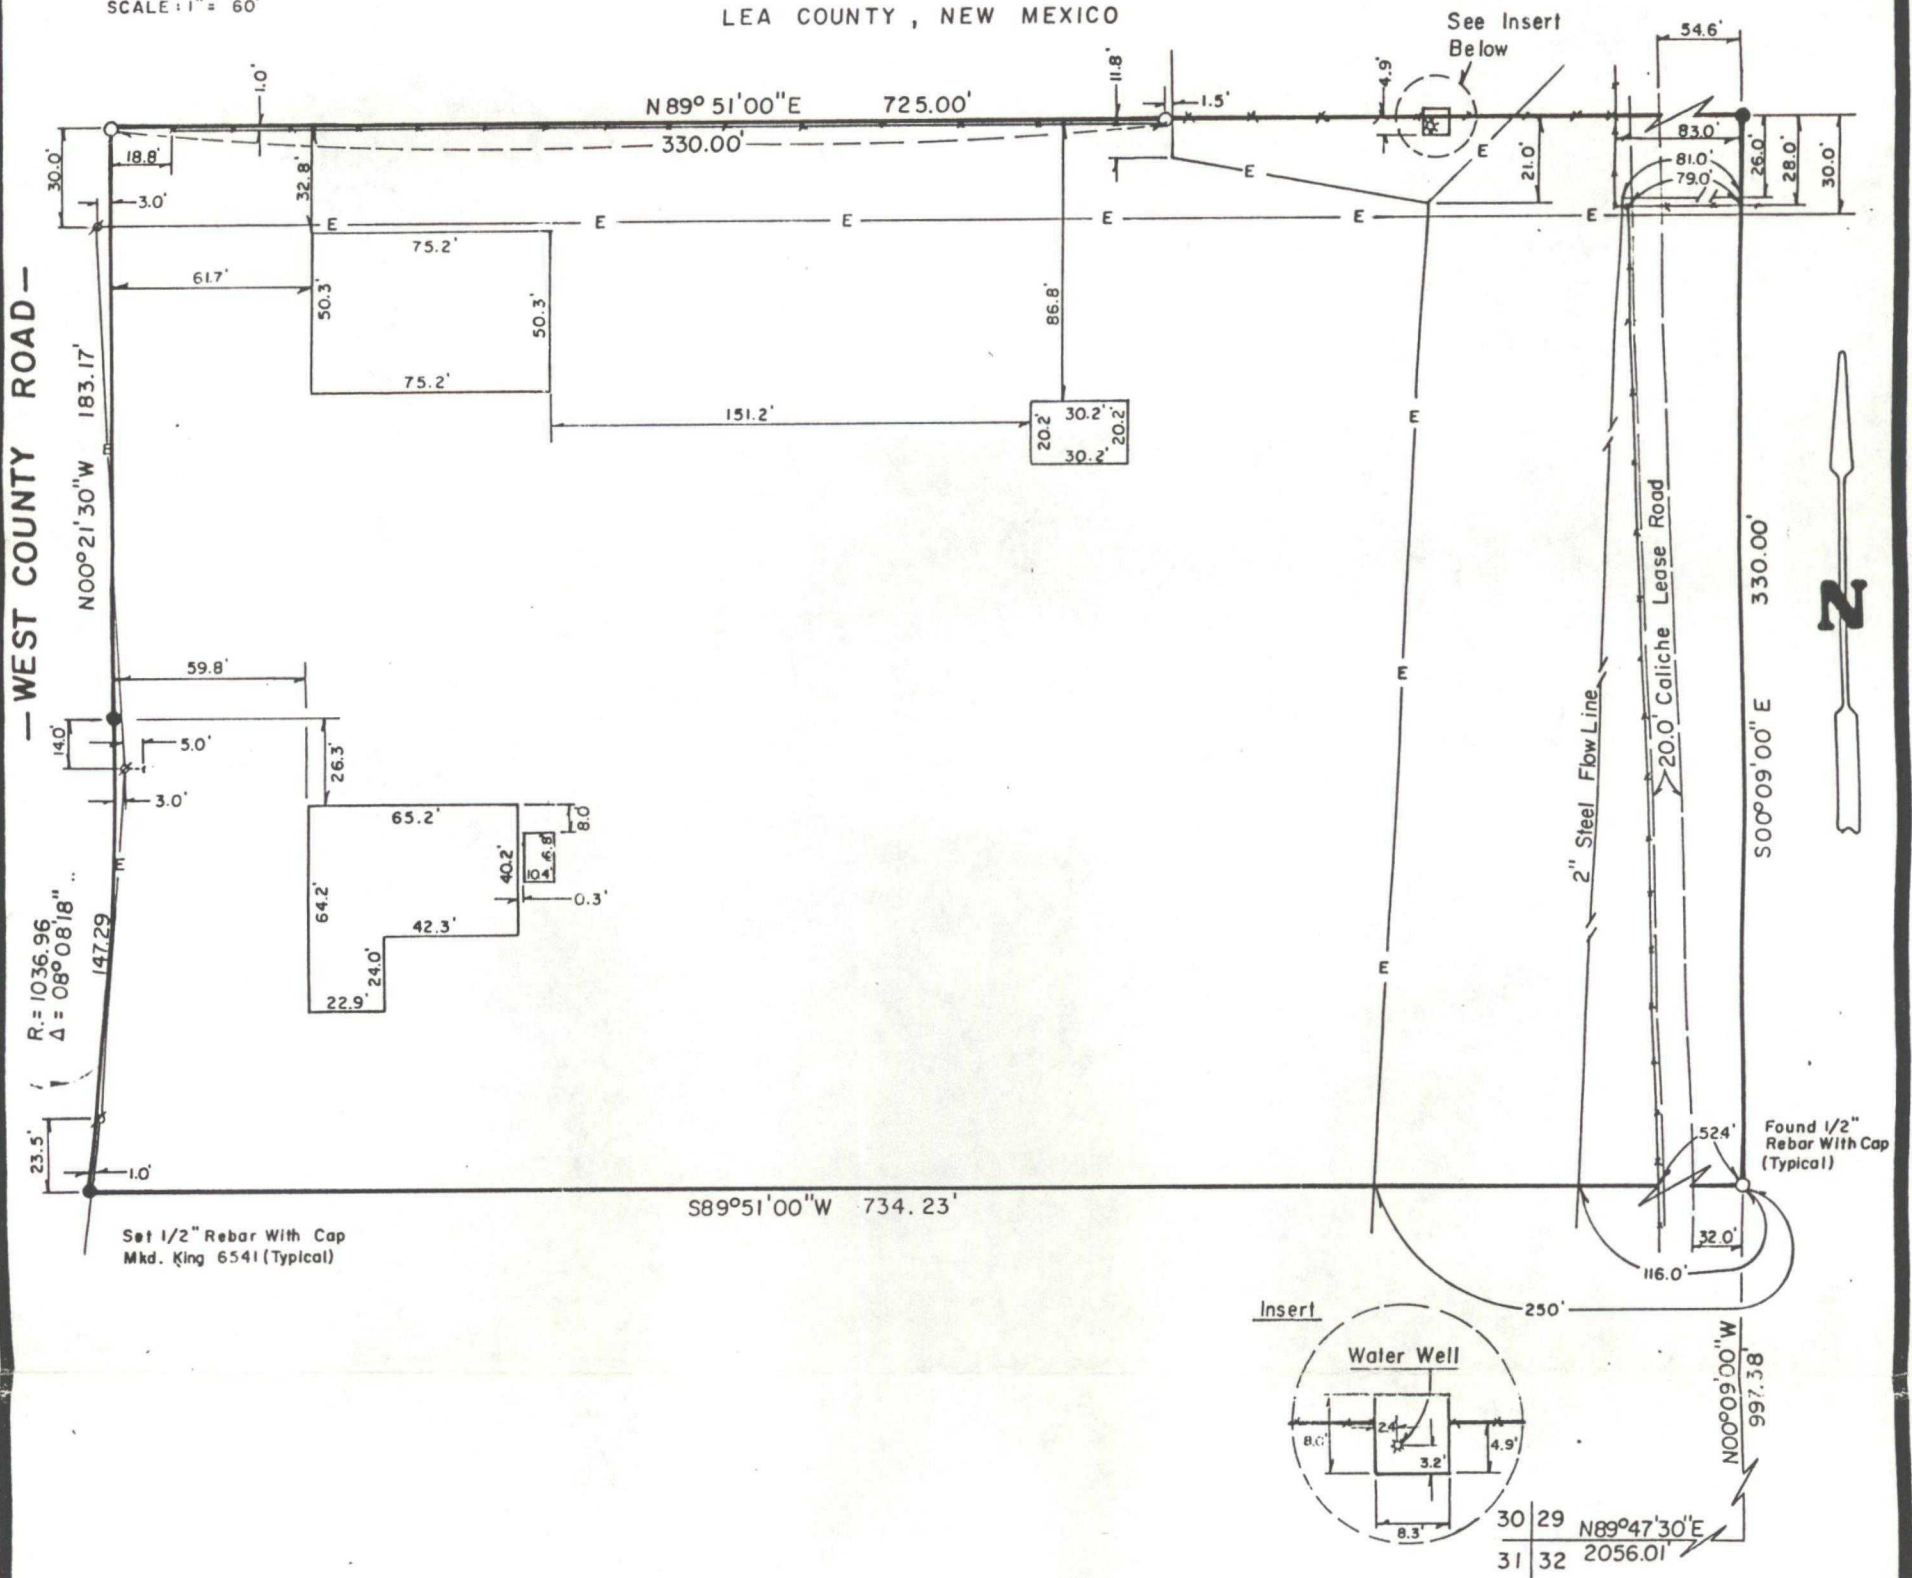 SCALE: 1" = 60'
LEA COUNTY , NEW MEXICO
See Insert
Below
54.6'
1.0'
11.8'
4.9'
N 89° 51' 00" E 725.00'
1.5'
330.00'
83.0'
81.0'
79.0'
26.0'
28.0'
30.0'
21.0'
E
E
30.0'
18.8'
3.0'
32.8'
E
E
E
E
E
E
75.2'
61.7'
50.3'
50.3'
75.2'
86.8'
151.2'
30.2'
20.2'
20.2'
30.2'
—WEST COUNTY ROAD—
N00° 21' 30" W 183.17'
E
E
E
E
2" Steel Flow Line
20.0' Caliche Lease Road
330.00'
S00° 09' 00" E
N
59.8'
14.0'
5.0'
3.0'
26.3'
E
65.2'
8.0'
40.2'
6.8'
10.4'
0.3'
64.2'
42.3'
24.0'
22.9'
R.= 1036.96
Δ = 08° 08' 18"
147.29
23.5'
1.0'
S89° 51' 00" W 734.23'
Set 1/2" Rebar With Cap
Mkd. King 6541 (Typical)
52.4'
Found 1/2"
Rebar With Cap
(Typical)
32.0'
116.0'
250'
Insert
Water Well
2.4'
8.0'
4.9'
3.2'
8.3'
N00° 09' 00" W
997.38'
30 29
31 32
N89° 47' 30" E
2056.01'